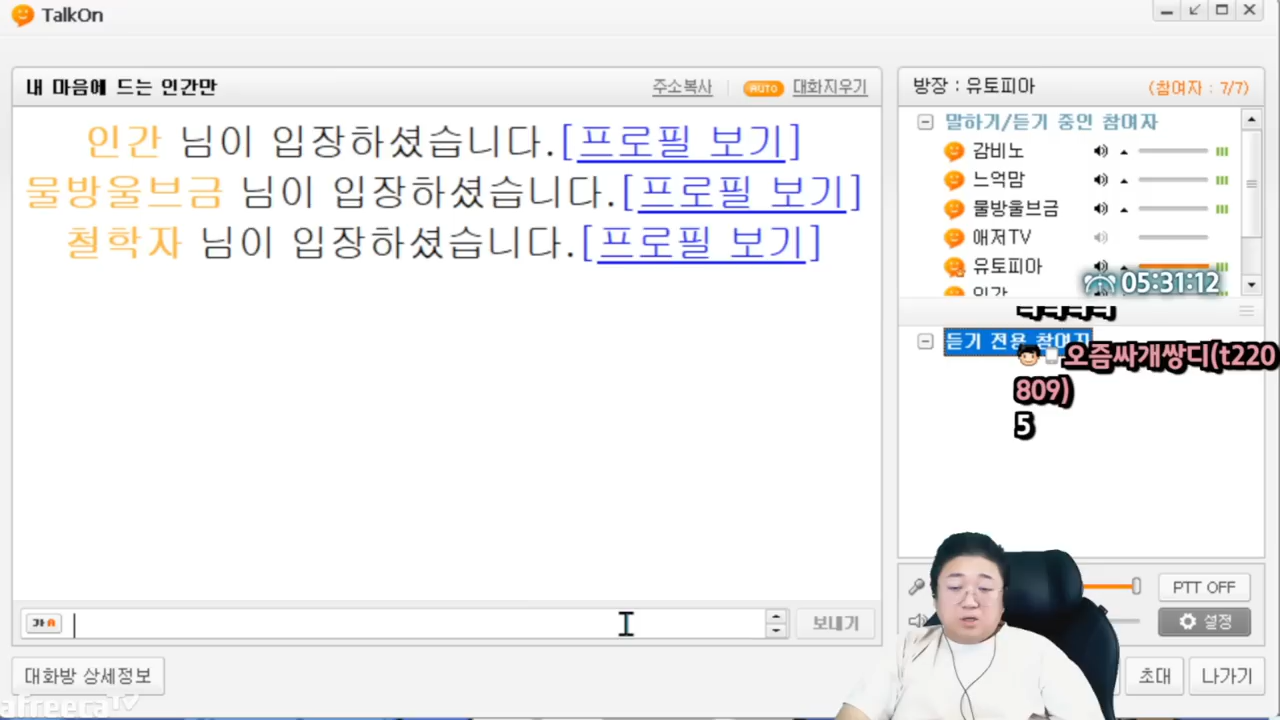 TalkOn
내 마음에 드는 인간만
주소복사
AUTO 대화지우기
인간 님이 입장하셨습니다.[프로필 보기]
물방울브금 님이 입장하셨습니다.[프로필 보기]
철학자 님이 입장하셨습니다.[프로필 보기]
가
보내기
대화방 상세정보
afreecaTV
방장 : 유토피아
(참여자 : 7/7)
말하기/듣기 중인 참여자
감비노
느억맘
물방울브금
애저TV
유토피아
인간
05:31:12
듣기 전용 참여자
오즘싸개쌍디(t220
809)
5
PTT OFF
설정
초대
나가기